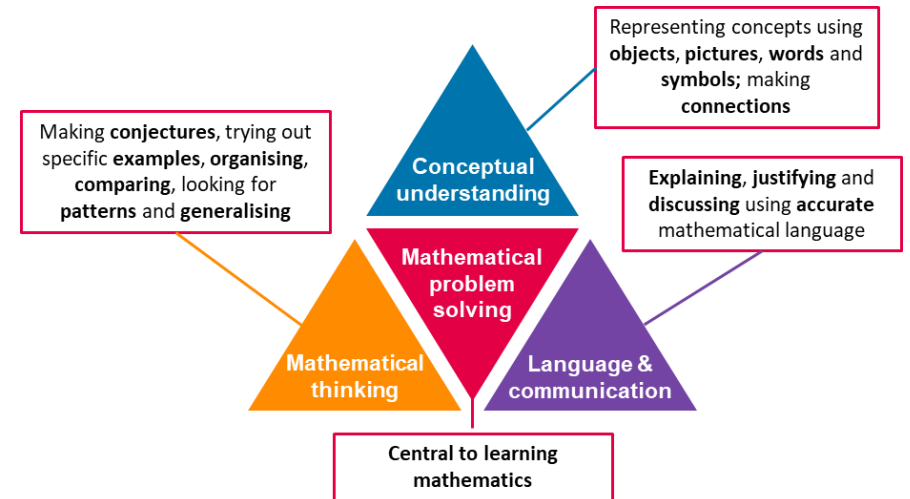 Representing concepts using
objects, pictures, words and
symbols; making
connections
Making conjectures, trying out
specific examples, organising,
comparing, looking for
patterns and generalising
Conceptual
understanding
Explaining, justifying and
discussing using accurate
mathematical language
Mathematical
problem
solving
Mathematical
thinking
Language &
communication
Central to learning
mathematics